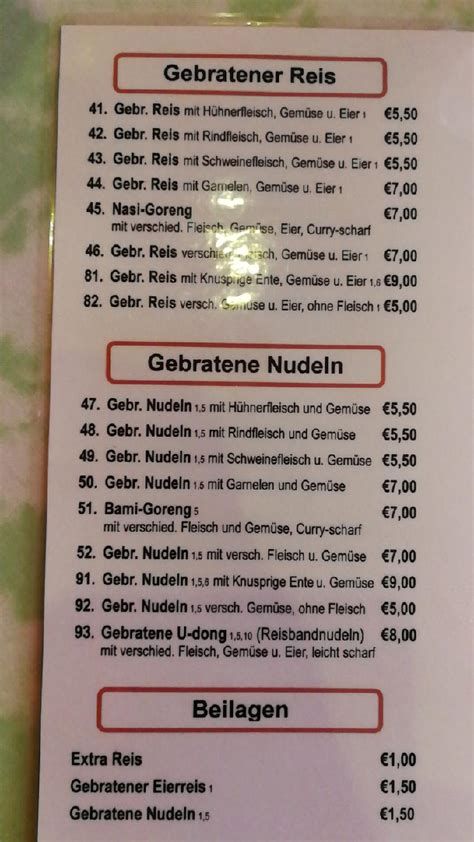 Gebratener Reis
41. Gebr. Reis mit Hühnerfleisch, Gemüse u. Eier 1 €5,50
42. Gebr. Reis mit Rindfleisch, Gemüse u. Eier 1 €5,50
43. Gebr. Reis mit Schweinefleisch, Gemüse u. Eier 1 €5,50
44. Gebr. Reis mit Garnelen, Gemüse u. Eier 1 €7,00
45. Nasi-Goreng €7,00
mit verschied. Fleisch, Gemüse, Eier, Curry-scharf
46. Gebr. Reis verschied. Fleisch, Gemüse u. Eier 1 €7,00
81. Gebr. Reis mit Knusprige Ente, Gemüse u. Eier 1,6 €9,00
82. Gebr. Reis versch. Gemüse u. Eier, ohne Fleisch 1 €5,00
Gebratene Nudeln
47. Gebr. Nudeln 1,5 mit Hühnerfleisch und Gemüse €5,50
48. Gebr. Nudeln 1,5 mit Rindfleisch und Gemüse €5,50
49. Gebr. Nudeln 1,5 mit Schweinefleisch u. Gemüse €5,50
50. Gebr. Nudeln 1,5 mit Garnelen und Gemüse €7,00
51. Bami-Goreng 5 €7,00
mit verschied. Fleisch und Gemüse, Curry-scharf
52. Gebr. Nudeln 1,5 mit versch. Fleisch u. Gemüse €7,00
91. Gebr. Nudeln 1,5,6 mit Knusprige Ente u. Gemüse €9,00
92. Gebr. Nudeln 1,5 versch. Gemüse, ohne Fleisch €5,00
93. Gebratene U-dong 1,5,10 (Reisbandnudeln) €8,00
mit verschied. Fleisch, Gemüse u. Eier, leicht scharf
Beilagen
Extra Reis €1,00
Gebratener Eierreis 1 €1,50
Gebratene Nudeln 1,5 €1,50